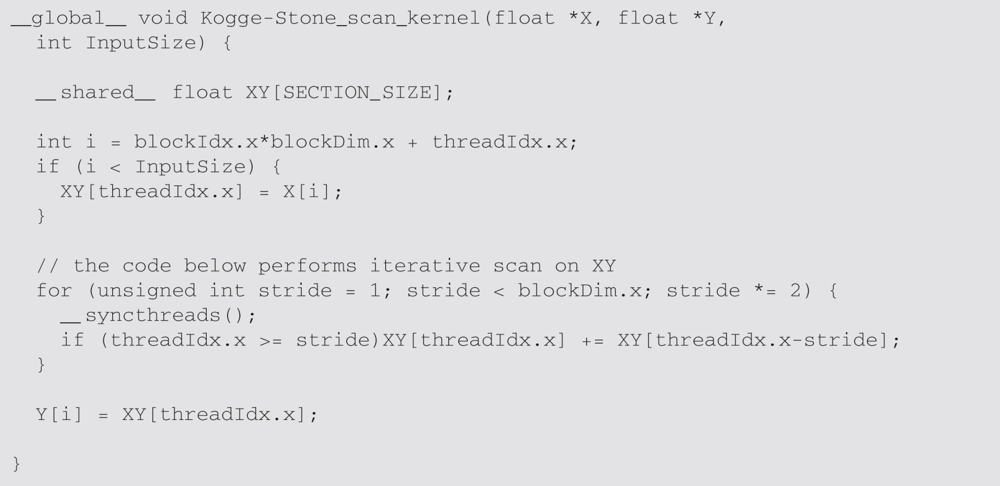 __global__ void Kogge-Stone_scan_kernel(float *X, float *Y,
int InputSize) {
__shared__ float XY[SECTION_SIZE];
int i = blockIdx.x*blockDim.x + threadIdx.x;
if (i < InputSize) {
XY[threadIdx.x] = X[i];
}
// the code below performs iterative scan on XY
for (unsigned int stride = 1; stride < blockDim.x; stride *= 2) {
__syncthreads();
if (threadIdx.x >= stride)XY[threadIdx.x] += XY[threadIdx.x-stride];
}
Y[i] = XY[threadIdx.x];
}